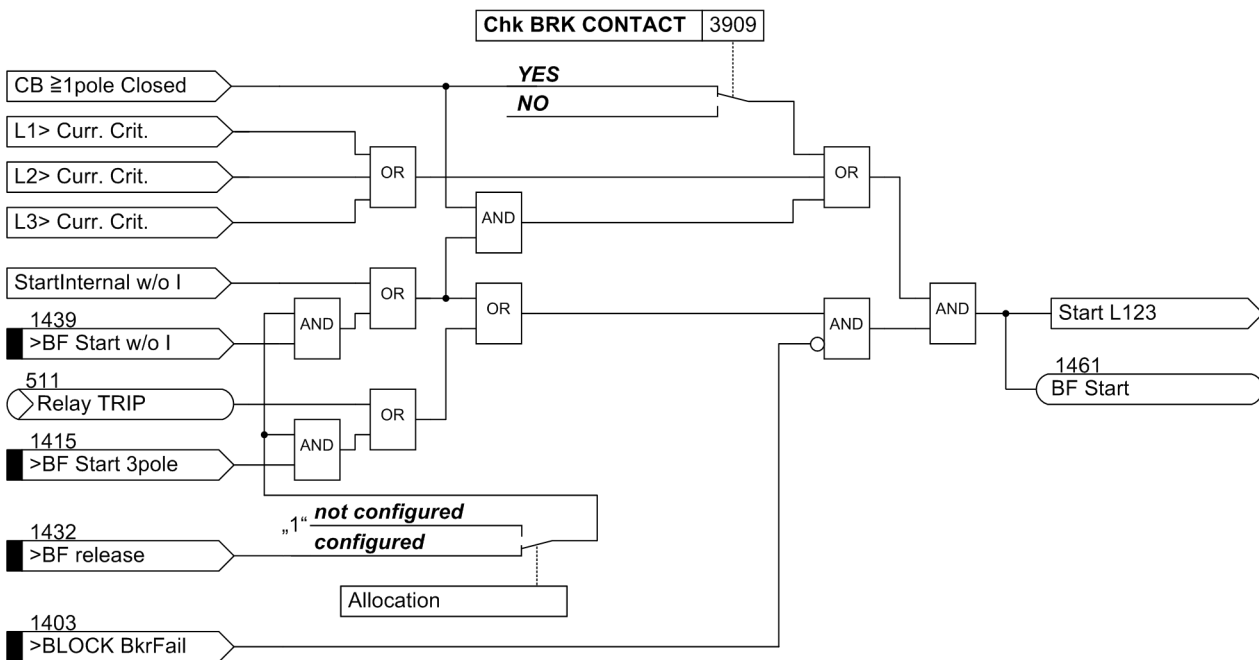 Chk BRK CONTACT 3909
CB ≧1pole Closed
YES
NO
L1> Curr. Crit.
L2> Curr. Crit.
L3> Curr. Crit.
OR
OR
AND
StartInternal w/o I
OR
OR
AND
AND
AND
1439
>BF Start w/o I
Start L123
511
Relay TRIP
OR
1461
BF Start
AND
1415
>BF Start 3pole
„1“ not configured
configured
1432
>BF release
Allocation
1403
>BLOCK BkrFail